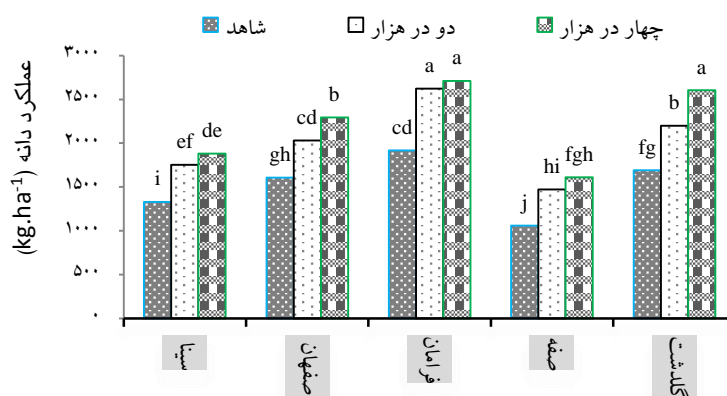 شاهد
دو در هزار
چهار در هزار
عملکرد دانه (kg.ha-1)
۳۰۰۰
۲۵۰۰
۲۰۰۰
۱۵۰۰
۱۰۰۰
۵۰۰
۰
i ef de
gh cd b
cd a a
j hi fgh
fg b a
سینا
صفهان
فرامان
صفه
گلدشت